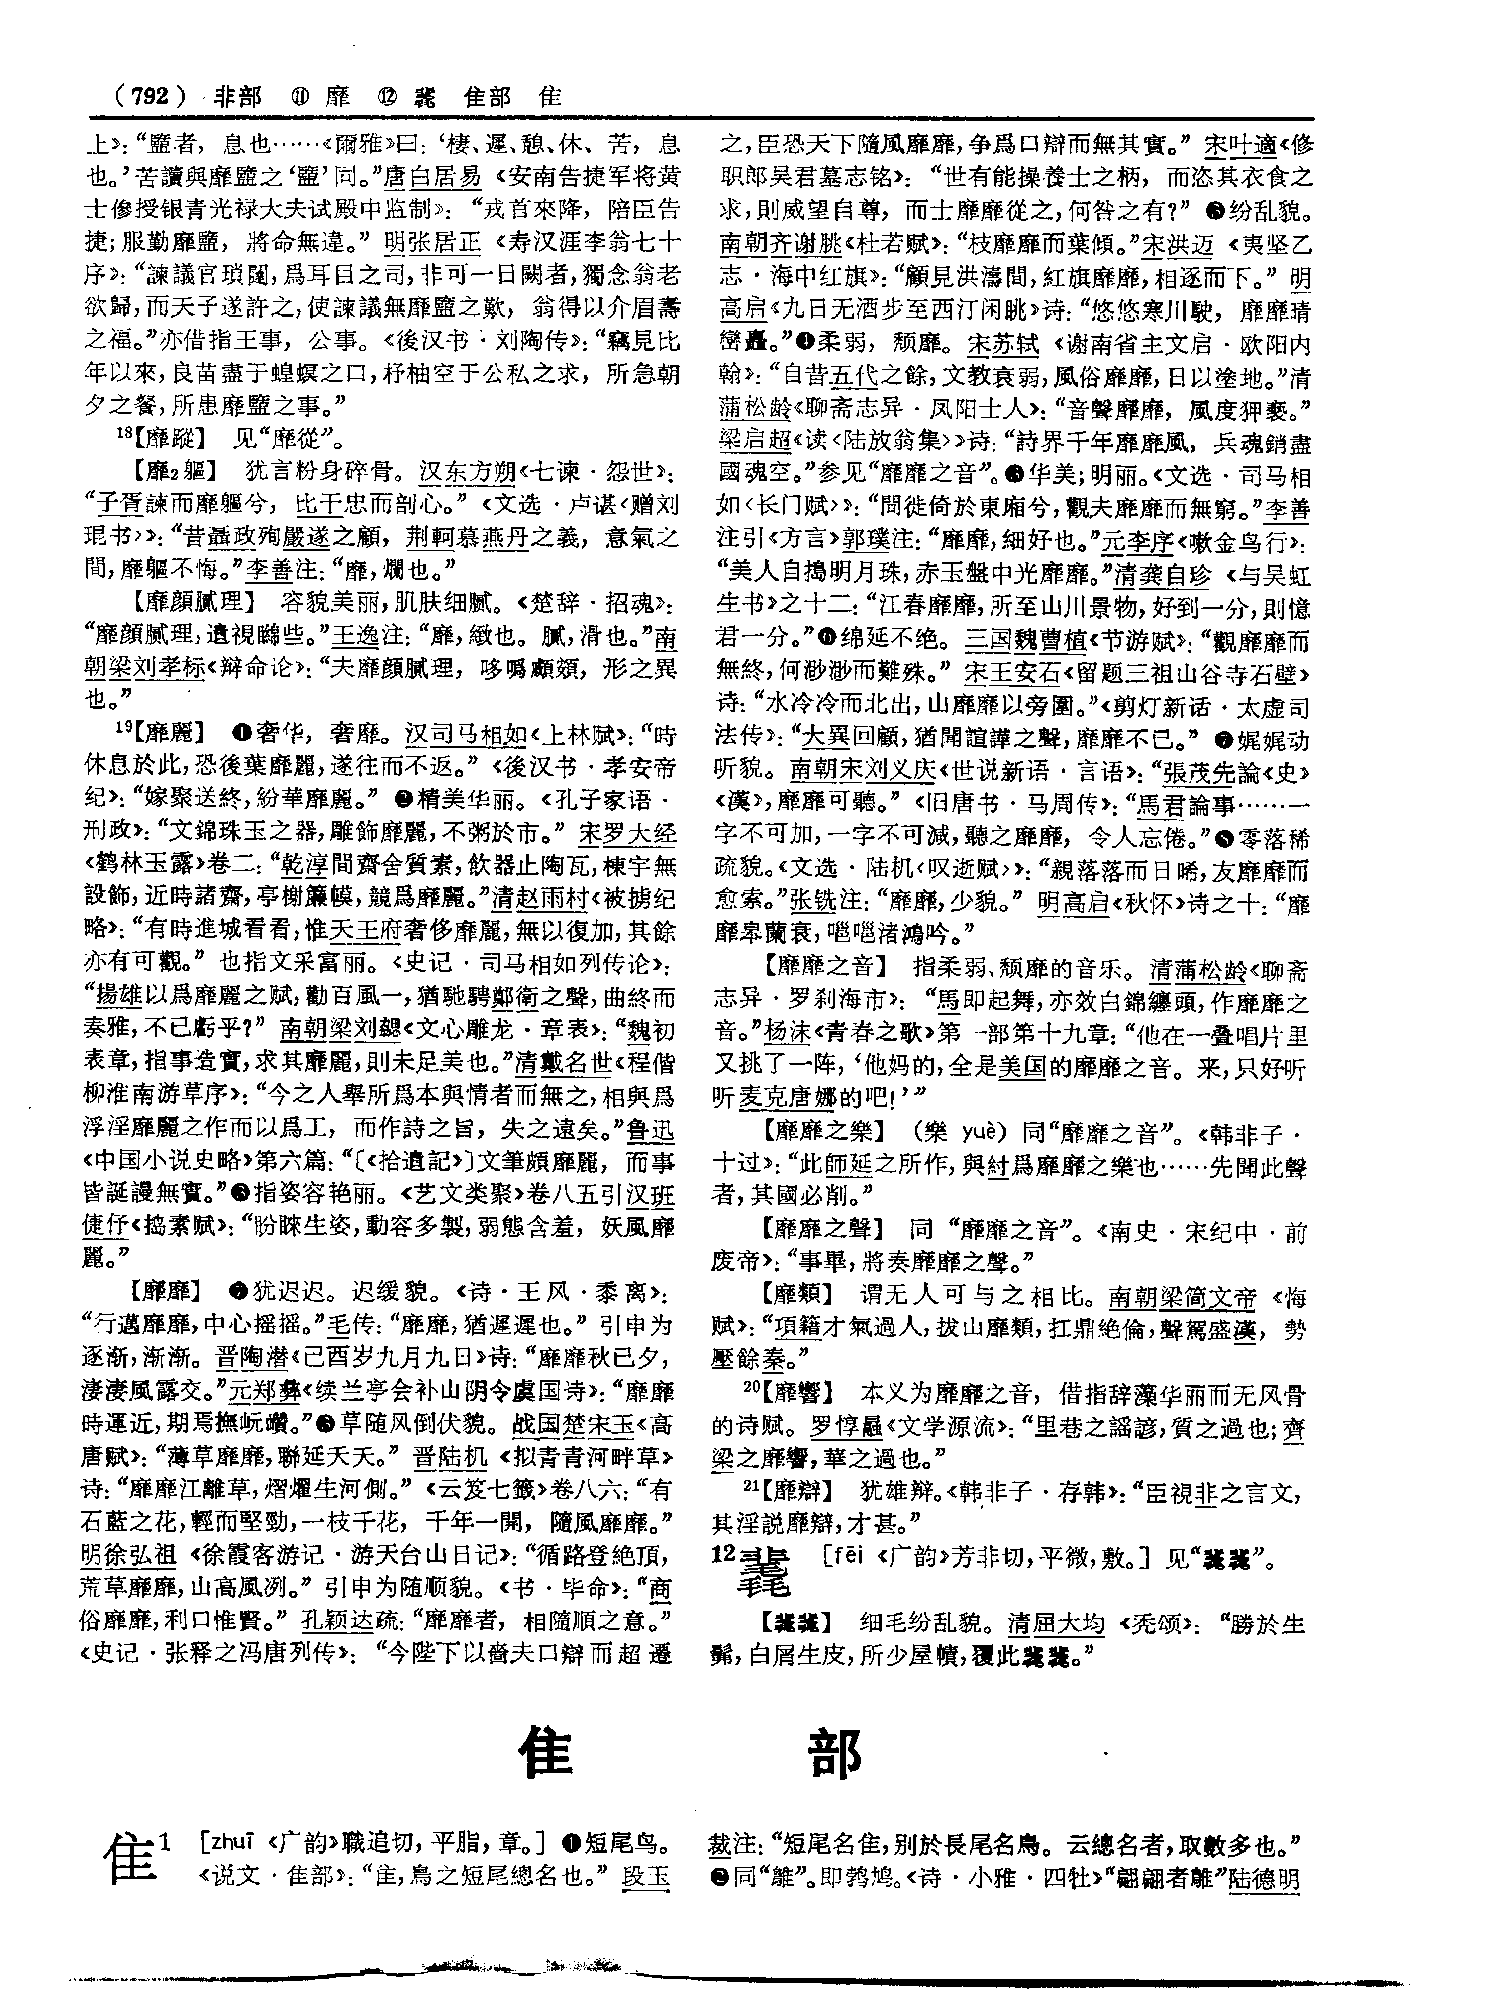 （792） 非部 ⑪ 靡 ⑫ 𩇫 隹部 隹
上》：“盬者，息也……《爾雅》曰：‘棲、遲、憩、休、苦，息
也。’苦讀與靡盬之‘盬’同。”唐白居易《安南告捷军将黄
士傪授银青光禄大夫试殿中监制》：“戎首來降，陪臣告
捷；服勤靡盬，將命無違。”明张居正《寿汉涯李翁七十
序》：“諫議官瑣闥，爲耳目之司，非可一日闕者，獨念翁老
欲歸，而天子遂許之，使諫議無靡盬之歎，翁得以介眉壽
之福。”亦借指王事，公事。《後汉书·刘陶传》：“竊見比
年以來，良苗盡于蝗螟之口，杼柚空于公私之求，所急朝
夕之餐，所患靡盬之事。”
18【靡蹤】 见“靡從”。
【靡₂軀】 犹言粉身碎骨。汉东方朔《七谏·怨世》：
“子胥諫而靡軀兮，比干忠而剖心。”《文选·卢谌〈赠刘
琨书〉》：“昔聶政殉嚴遂之顧，荆軻慕燕丹之義，意氣之
間，靡軀不悔。”李善注：“靡，爛也。”
【靡顔膩理】 容貌美丽，肌肤细腻。《楚辞·招魂》：
“靡顔膩理，遺視矊些。”王逸注：“靡，緻也。膩，滑也。”南
朝梁刘孝标《辩命论》：“夫靡顔膩理，哆噅顣頞，形之異
也。”
19【靡麗】 ❶奢华，奢靡。汉司马相如《上林赋》：“時
休息於此，恐後葉靡麗，遂往而不返。”《後汉书·孝安帝
纪》：“嫁聚送終，紛華靡麗。”❷精美华丽。《孔子家语·
刑政》：“文錦珠玉之器，雕飾靡麗，不粥於市。”宋罗大经
《鹤林玉露》卷二：“乾淳間齋舍質素，飲器止陶瓦，棟宇無
設飾，近時諸齋，亭榭簾幙，競爲靡麗。”清赵雨村《被掳纪
略》：“有時進城看看，惟天王府奢侈靡麗，無以復加，其餘
亦有可觀。”也指文采富丽。《史记·司马相如列传论》：
“揚雄以爲靡麗之赋，勸百風一，猶馳騁鄭衛之聲，曲終而
奏雅，不已虧乎？”南朝梁刘勰《文心雕龙·章表》：“魏初
表章，指事造實，求其靡麗，則未足美也。”清戴名世《程偕
柳淮南游草序》：“今之人舉所爲本與情者而無之，相與爲
浮淫靡麗之作而以爲工，而作詩之旨，失之遠矣。”鲁迅
《中国小说史略》第六篇：“〔《拾遺記》〕文筆頗靡麗，而事
皆誕謾無實。”❸指姿容艳丽。《艺文类聚》卷八五引汉班
倢伃《捣素赋》：“盼睞生姿，動容多製，弱態含羞，妖風靡
麗。”
【靡靡】 ❶犹迟迟。迟缓貌。《诗·王风·黍离》：
“行邁靡靡，中心摇摇。”毛传：“靡靡，猶遲遲也。”引申为
逐渐，渐渐。晋陶潜《己酉岁九月九日》诗：“靡靡秋已夕，
淒淒風露交。”元郑彝《续兰亭会补山阴令虞国诗》：“靡靡
時運近，期焉撫岏巑。”❷草随风倒伏貌。战国楚宋玉《高
唐赋》：“薄草靡靡，聯延夭夭。”晋陆机《拟青青河畔草》
诗：“靡靡江離草，熠燿生河側。”《云笈七籤》卷八六：“有
石藍之花，輕而堅勁，一枝千花，千年一開，隨風靡靡。”
明徐弘祖《徐霞客游记·游天台山日记》：“循路登絶頂，
荒草靡靡，山高風冽。”引申为随顺貌。《书·毕命》：“商
俗靡靡，利口惟賢。”孔颖达疏：“靡靡者，相隨順之意。”
《史记·张释之冯唐列传》：“今陛下以嗇夫口辯而超遷
之，臣恐天下隨風靡靡，争爲口辯而無其實。”宋叶適《修
职郎吴君墓志铭》：“世有能操養士之柄，而恣其衣食之
求，則威望自尊，而士靡靡從之，何咎之有？”❸纷乱貌。
南朝齐谢朓《杜若赋》：“枝靡靡而葉傾。”宋洪迈《夷坚乙
志·海中红旗》：“顧見洪濤間，紅旗靡靡，相逐而下。”明
高启《九日无酒步至西汀闲眺》诗：“悠悠寒川駛，靡靡晴
巒矗。”❹柔弱，颓靡。宋苏轼《谢南省主文启·欧阳内
翰》：“自昔五代之餘，文教衰弱，風俗靡靡，日以塗地。”清
蒲松龄《聊斋志异·凤阳士人》：“音聲靡靡，風度狎褻。”
梁启超《读〈陆放翁集〉》诗：“詩界千年靡靡風，兵魂銷盡
國魂空。”参见“靡靡之音”。❺华美；明丽。《文选·司马相
如〈长门赋〉》：“間徙倚於東廂兮，觀夫靡靡而無窮。”李善
注引《方言》郭璞注：“靡靡，細好也。”元李序《嗽金鸟行》：
“美人自搗明月珠，赤玉盤中光靡靡。”清龚自珍《与吴虹
生书》之十二：“江春靡靡，所至山川景物，好到一分，則憶
君一分。”❻绵延不绝。三国魏曹植《节游赋》：“觀靡靡而
無終，何渺渺而難殊。”宋王安石《留题三祖山谷寺石壁》
诗：“水泠泠而北出，山靡靡以旁圍。”《剪灯新话·太虚司
法传》：“大異回顧，猶聞諠譁之聲，靡靡不已。”❼娓娓动
听貌。南朝宋刘义庆《世说新语·言语》：“張茂先論《史》
《漢》，靡靡可聽。”《旧唐书·马周传》：“馬君論事……一
字不可加，一字不可減，聽之靡靡，令人忘倦。”❽零落稀
疏貌。《文选·陆机〈叹逝赋〉》：“親落落而日晞，友靡靡而
愈索。”张铣注：“靡靡，少貌。”明高启《秋怀》诗之十：“靡
靡皋蘭衰，嗈嗈渚鴻吟。”
【靡靡之音】 指柔弱、颓靡的音乐。清蒲松龄《聊斋
志异·罗刹海市》：“馬即起舞，亦效白錦纏頭，作靡靡之
音。”杨沫《青春之歌》第一部第十九章：“他在一叠唱片里
又挑了一阵，‘他妈的，全是美国的靡靡之音。来，只好听
听麦克唐娜的吧！’”
【靡靡之樂】 （樂 yuè）同“靡靡之音”。《韩非子·
十过》：“此師延之所作，與紂爲靡靡之樂也……先聞此聲
者，其國必削。”
【靡靡之聲】 同“靡靡之音”。《南史·宋纪中·前
废帝》：“事畢，將奏靡靡之聲。”
【靡類】 谓无人可与之相比。南朝梁简文帝《悔
赋》：“項籍才氣過人，拔山靡類，扛鼎绝倫，聲駕盛漢，勢
壓餘秦。”
20【靡響】 本义为靡靡之音，借指辞藻华丽而无风骨
的诗赋。罗惇曧《文学源流》：“里巷之謡諺，質之過也；齊
梁之靡響，華之過也。”
21【靡辯】 犹雄辩。《韩非子·存韩》：“臣視非之言文，
其淫説靡辯，才甚。”
12𩇫 ［fēi《广韵》芳非切，平微，敷。］见“𩇫𩇫”。
【𩇫𩇫】 细毛纷乱貌。清屈大均《秃颂》：“勝於生
髴，白屑生皮，所少屋幘，覆此𩇫𩇫。”
隹 部
隹1 ［zhuī《广韵》職追切，平脂，章。］❶短尾鸟。
《说文·隹部》：“隹，鳥之短尾總名也。”段玉
裁注：“短尾名隹，别於長尾名鳥。云總名者，取數多也。”
❷同“鵻”。即鹁鸠。《诗·小雅·四牡》“翩翩者鵻”陆德明